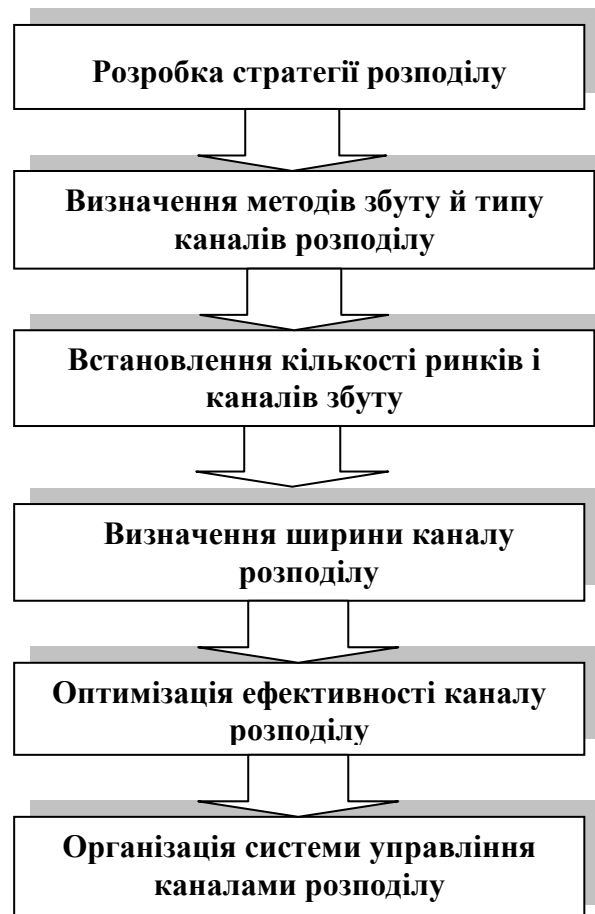 Розробка стратегії розподілу
Визначення методів збуту й типу
каналів розподілу
Встановлення кількості ринків і
каналів збуту
Визначення ширини каналу
розподілу
Оптимізація ефективності каналу
розподілу
Організація системи управління
каналами розподілу